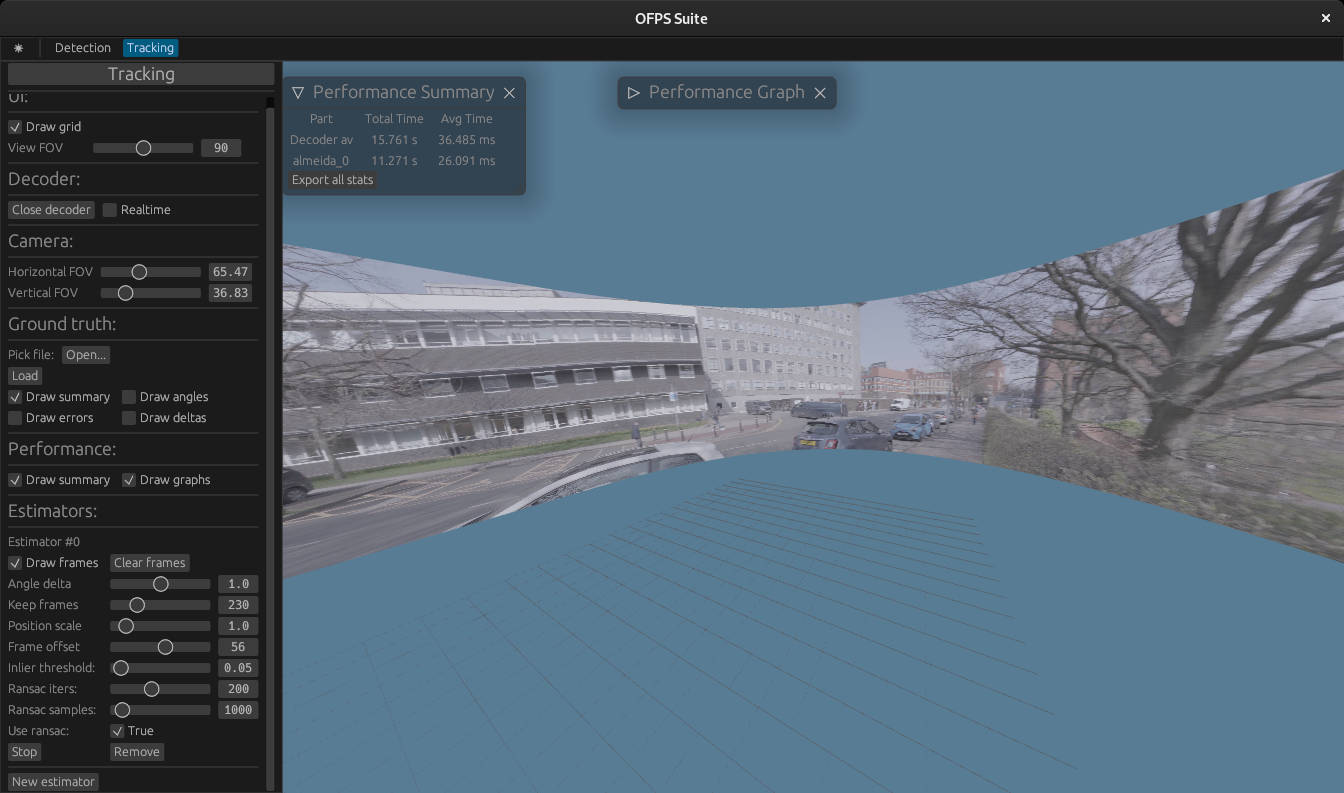 OFPS Suite
Detection Tracking
Tracking
UI:
Draw grid
View FOV 90
Decoder:
Close decoder Realtime
Camera:
Horizontal FOV 65.47
Vertical FOV 36.83
Ground truth:
Pick file: Open...
Load
Draw summary Draw angles
Draw errors Draw deltas
Performance:
Draw summary Draw graphs
Estimators:
Estimator #0
Draw frames Clear frames
Angle delta 1.0
Keep frames 230
Position scale 1.0
Frame offset 56
Inlier threshold: 0.05
Ransac iters: 200
Ransac samples: 1000
Use ransac: True
Stop Remove
New estimator
Performance Summary
Part Total Time Avg Time
Decoder av 15.761 s 36.485 ms
almeida_0 11.271 s 26.091 ms
Export all stats
Performance Graph